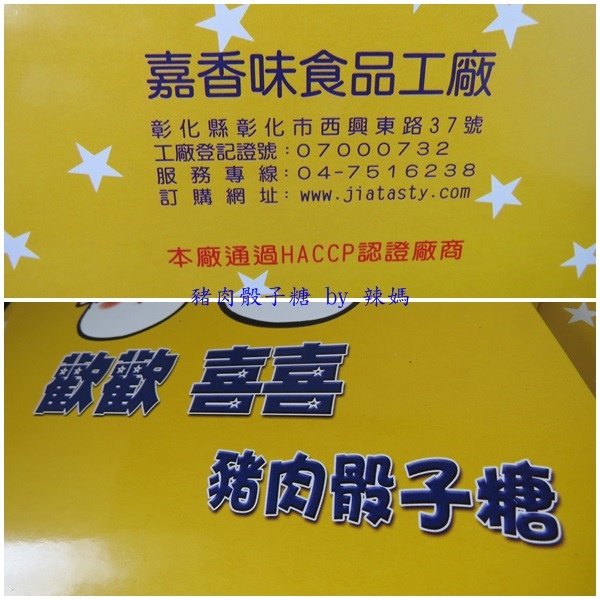 嘉香味食品工廠
彰化縣彰化市西興東路37號
工廠登記證號：07000732
服務專線：04-7516238
訂購網址：www.jiatasty.com
本廠通過HACCP認證廠商
豬肉骰子糖 by 辣媽
歡歡 喜喜
豬肉骰子糖